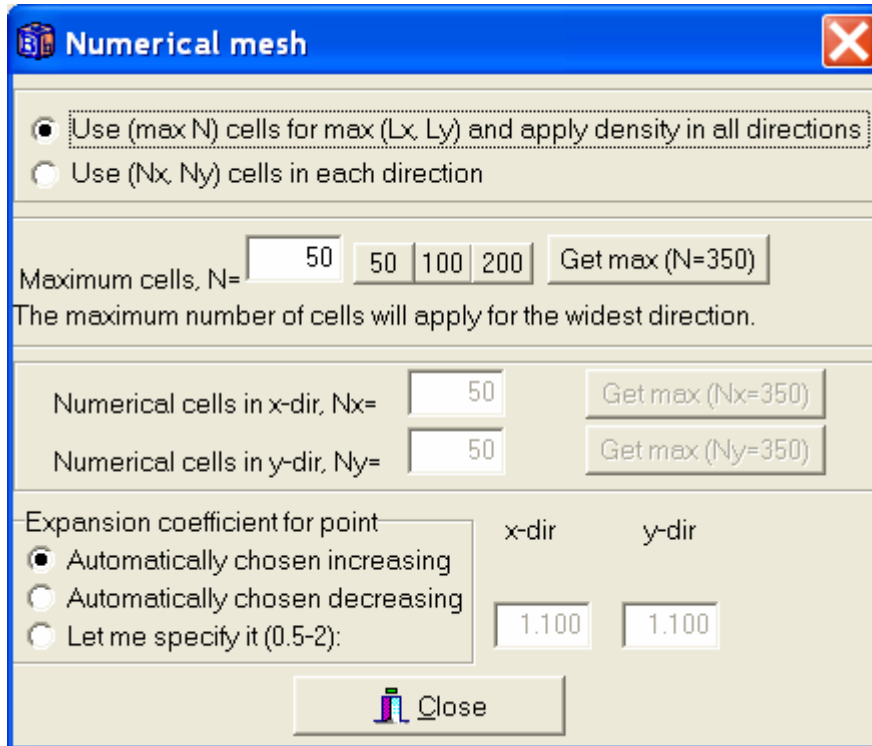 Numerical mesh
Use (max N) cells for max (Lx, Ly) and apply density in all directions
Use (Nx, Ny) cells in each direction
Maximum cells, N= 50 50 100 200 Get max (N=350)
The maximum number of cells will apply for the widest direction.
Numerical cells in x-dir, Nx= 50 Get max (Nx=350)
Numerical cells in y-dir, Ny= 50 Get max (Ny=350)
Expansion coefficient for point x-dir y-dir
Automatically chosen increasing
Automatically chosen decreasing
Let me specify it (0.5-2): 1.100 1.100
Close